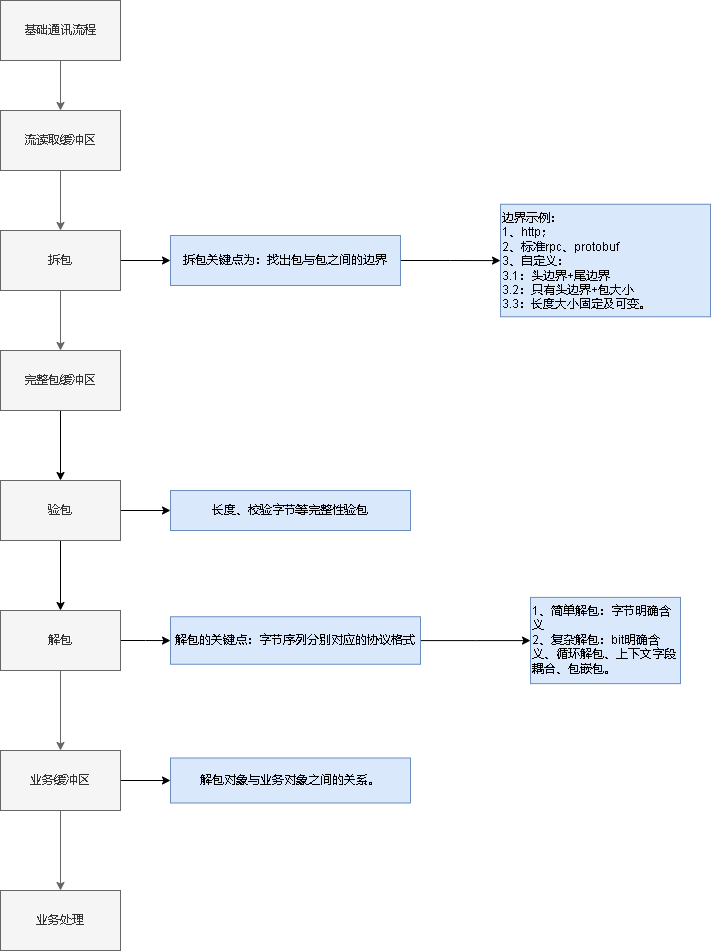 基础通讯流程
流读取缓冲区
拆包
拆包关键点为：找出包与包之间的边界
边界示例：
1、http；
2、标准rpc、protobuf
3、自定义：
3.1：头边界+尾边界
3.2：只有头边界+包大小
3.3：长度大小固定及可变。
完整包缓冲区
验包
长度、校验字节等完整性验包
解包
解包的关键点：字节序列分别对应的协议格式
1、简单解包：字节明确含
义
2、复杂解包：bit明确含
义、循环解包、上下文字段
耦合、包嵌包。
业务缓冲区
解包对象与业务对象之间的关系。
业务处理